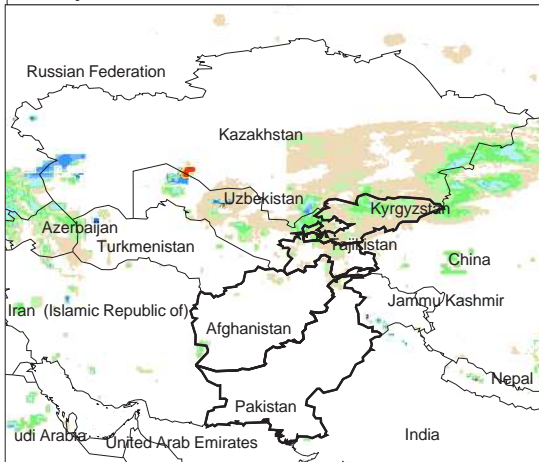 Russian Federation
Kazakhstan
Uzbekistan
Kyrgyzstan
Azerbaijan
Turkmenistan
Tajikistan
China
Jammu/Kashmir
Iran (Islamic Republic of)
Afghanistan
Nepal
Pakistan
udi Arabia
United Arab Emirates
India